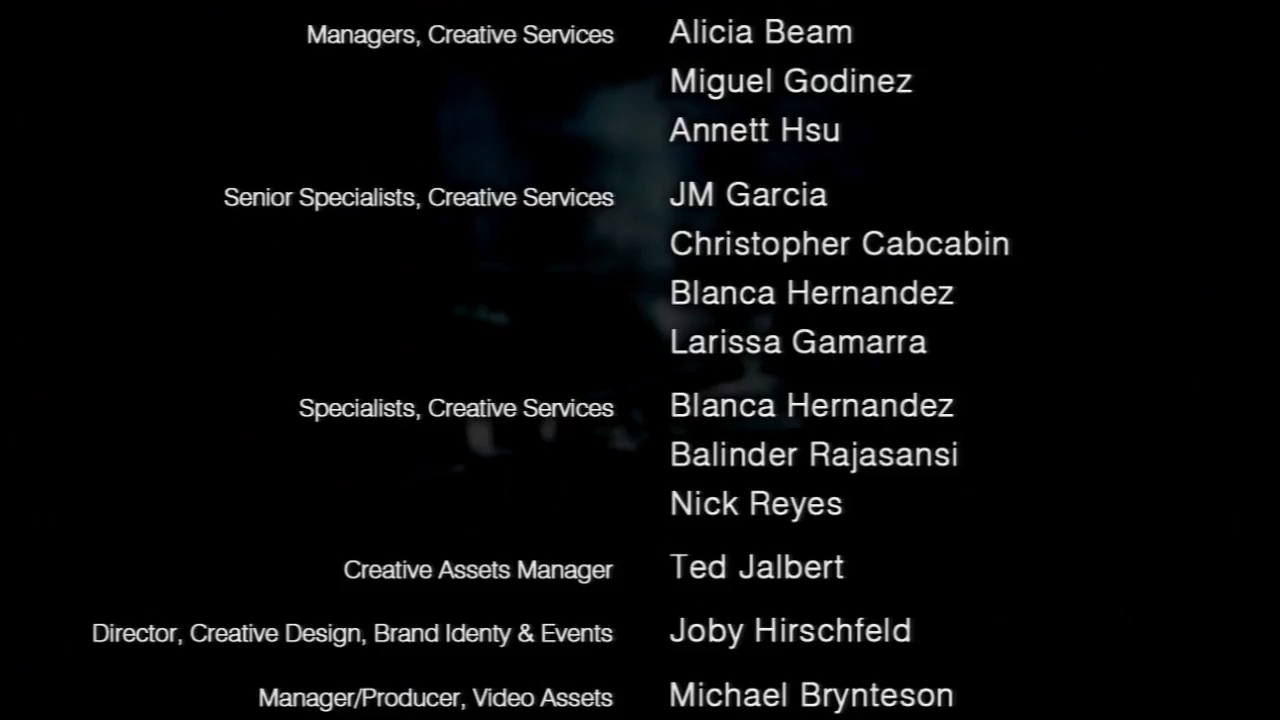 Managers, Creative Services Alicia Beam
Miguel Godinez
Annett Hsu
Senior Specialists, Creative Services JM Garcia
Christopher Cabcabin
Blanca Hernandez
Larissa Gamarra
Specialists, Creative Services Blanca Hernandez
Balinder Rajasansi
Nick Reyes
Creative Assets Manager Ted Jalbert
Director, Creative Design, Brand Identy & Events Joby Hirschfeld
Manager/Producer, Video Assets Michael Brynteson